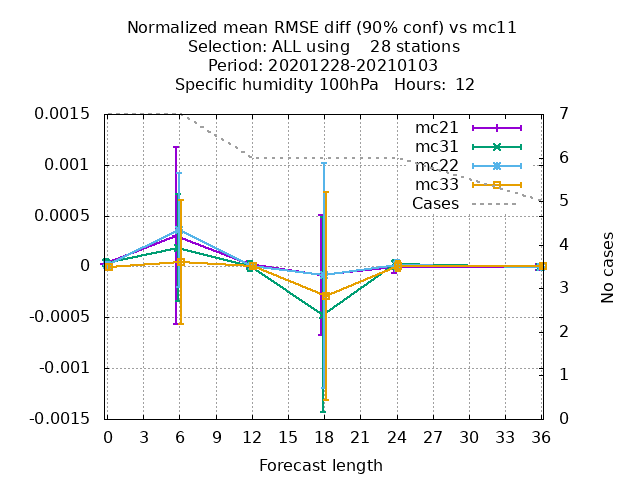 Normalized mean RMSE diff (90% conf) vs mc11
Selection: ALL using    28 stations
Period: 20201228-20210103
Specific humidity 100hPa   Hours:  12
0.0015
0.001
0.0005
0
-0.0005
-0.001
-0.0015
7
6
5
4
3
2
1
0
mc21
mc31
mc22
mc33
Cases
No cases
0 3 6 9 12 15 18 21 24 27 30 33 36
Forecast length